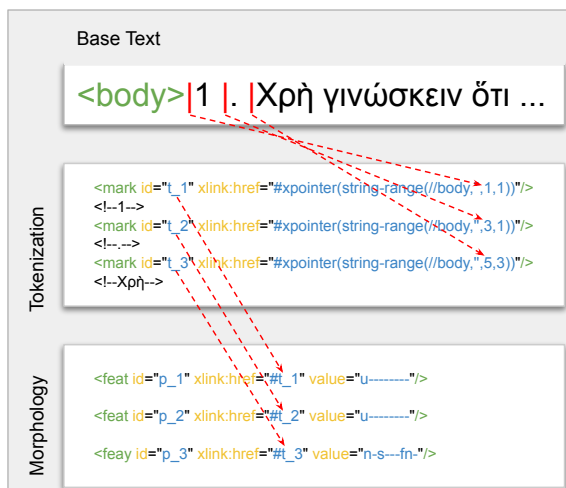 Base Text
<body>|1 |. |Χρὴ γινώσκειν ὅτι ...
Tokenization
<mark id="t_1" xlink:href="#xpointer(string-range(//body,'',1,1))"/>
<!--1-->
<mark id="t_2" xlink:href="#xpointer(string-range(//body,'',3,1))"/>
<!--.-->
<mark id="t_3" xlink:href="#xpointer(string-range(//body,'',5,3))"/>
<!--Χρὴ-->
Morphology
<feat id="p_1" xlink:href="#t_1" value="u--------"/>
<feat id="p_2" xlink:href="#t_2" value="u--------"/>
<feay id="p_3" xlink:href="#t_3" value="n-s---fn-"/>